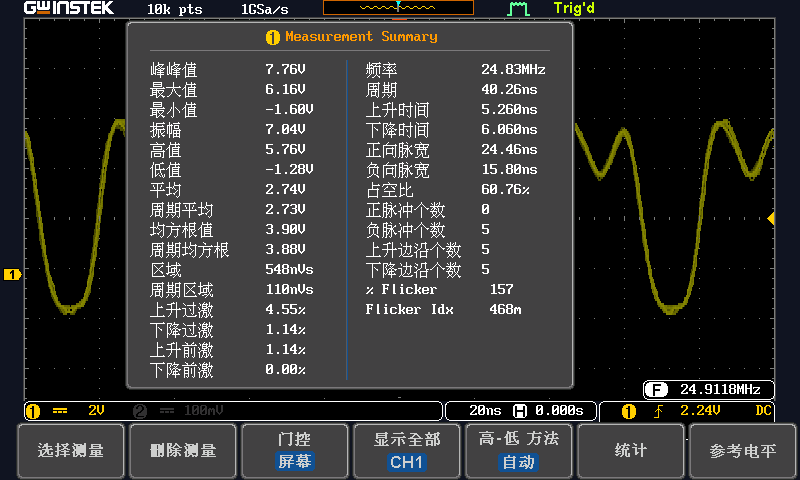 GWINSTEK 10k pts 1GSa/s Trig'd
1 Measurement Summary
峰峰值 7.76V 频率 24.83MHz
最大值 6.16V 周期 40.26ns
最小值 -1.60V 上升时间 5.260ns
振幅 7.04V 下降时间 6.060ns
高值 5.76V 正向脉宽 24.46ns
低值 -1.28V 负向脉宽 15.80ns
平均 2.74V 占空比 60.76%
周期平均 2.73V 正脉冲个数 0
均方根值 3.90V 负脉冲个数 5
周期均方根 3.88V 上升边沿个数 5
区域 548nVs 下降边沿个数 5
周期区域 110nVs % Flicker 157
上升过激 4.55% Flicker Idx 468m
下降过激 1.14%
上升前激 1.14%
下降前激 0.00%
1
F 24.9118MHz
1 2V 2 100mV 20ns H 0.000s 1 2.24V DC
选择测量 删除测量 门控 显示全部 高-低 方法 统计 参考电平
屏幕 CH1 自动